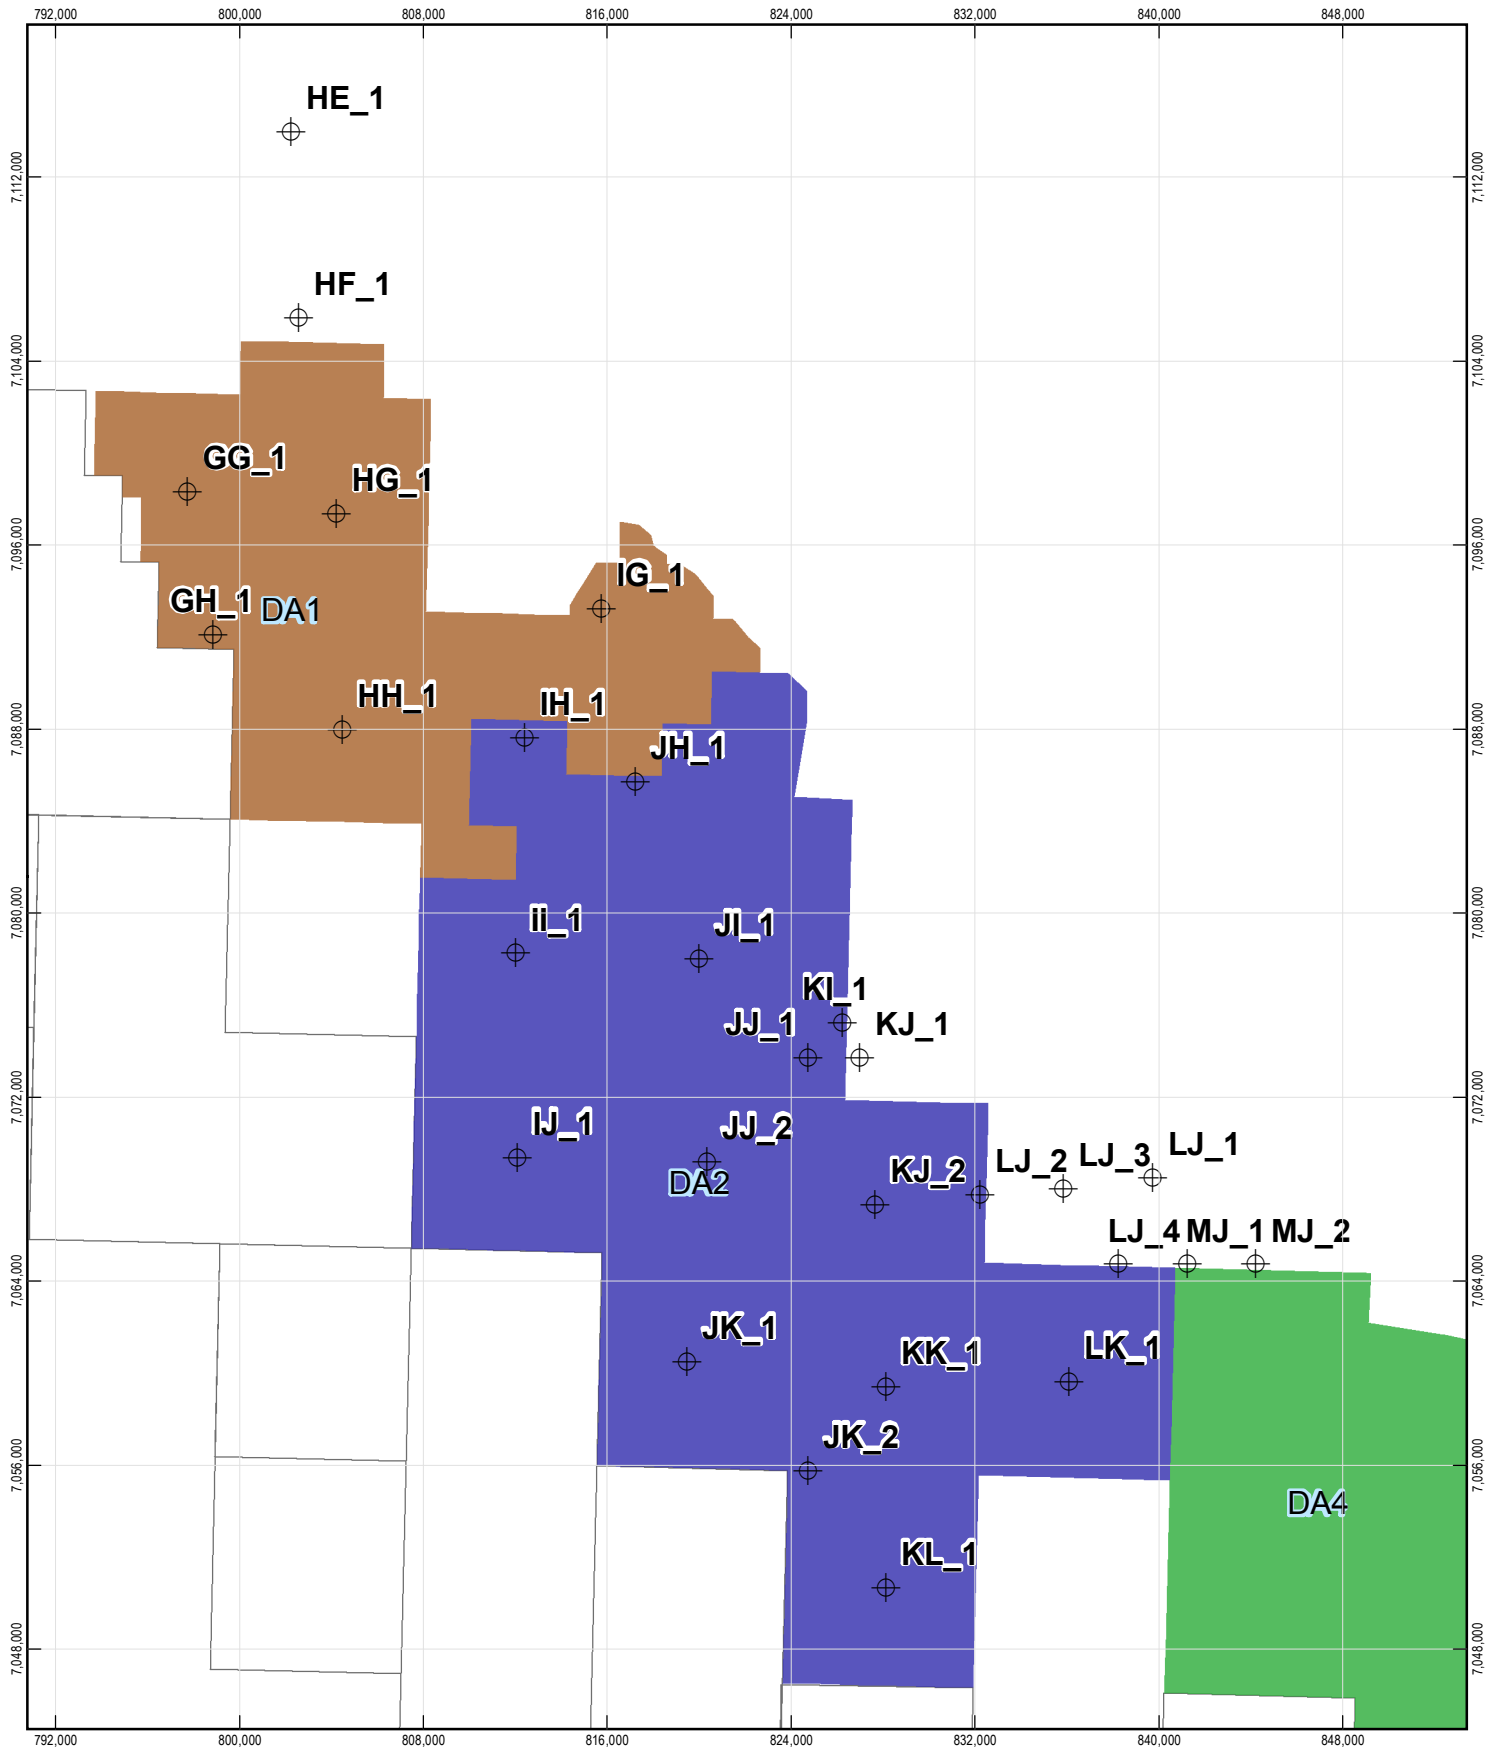 792,000 800,000 808,000 816,000 824,000 832,000 840,000 848,000
HE_1
7,112,000 7,112,000
HF_1
7,104,000 7,104,000
GG_1
HG_1
7,096,000 7,096,000
IG_1
GH_1
DA1
HH_1
IH_1
7,088,000 7,088,000
JH_1
7,080,000 7,080,000
ii_1
JI_1
KI_1
JJ_1
KJ_1
7,072,000 7,072,000
IJ_1
JJ_2
LJ_1
LJ_3
LJ_2
KJ_2
DA2
LJ_4
MJ_1
MJ_2
7,064,000 7,064,000
JK_1
LK_1
KK_1
JK_2
7,056,000 7,056,000
DA4
KL_1
7,048,000 7,048,000
792,000 800,000 808,000 816,000 824,000 832,000 840,000 848,000